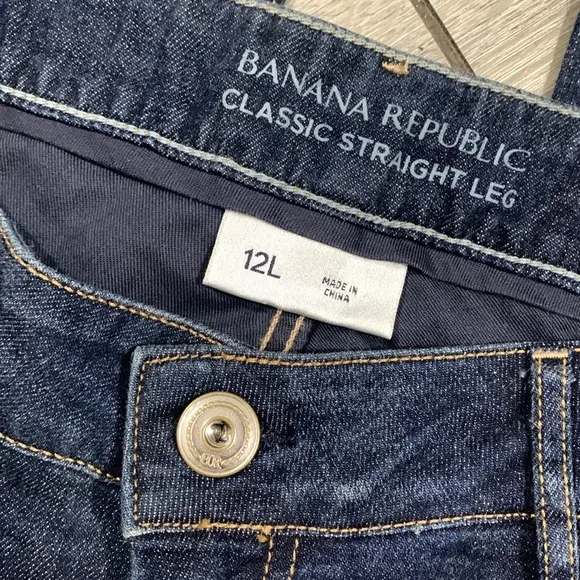 BANANA REPUBLIC
CLASSIC STRAIGHT LEG
12L
MADE IN
CHINA